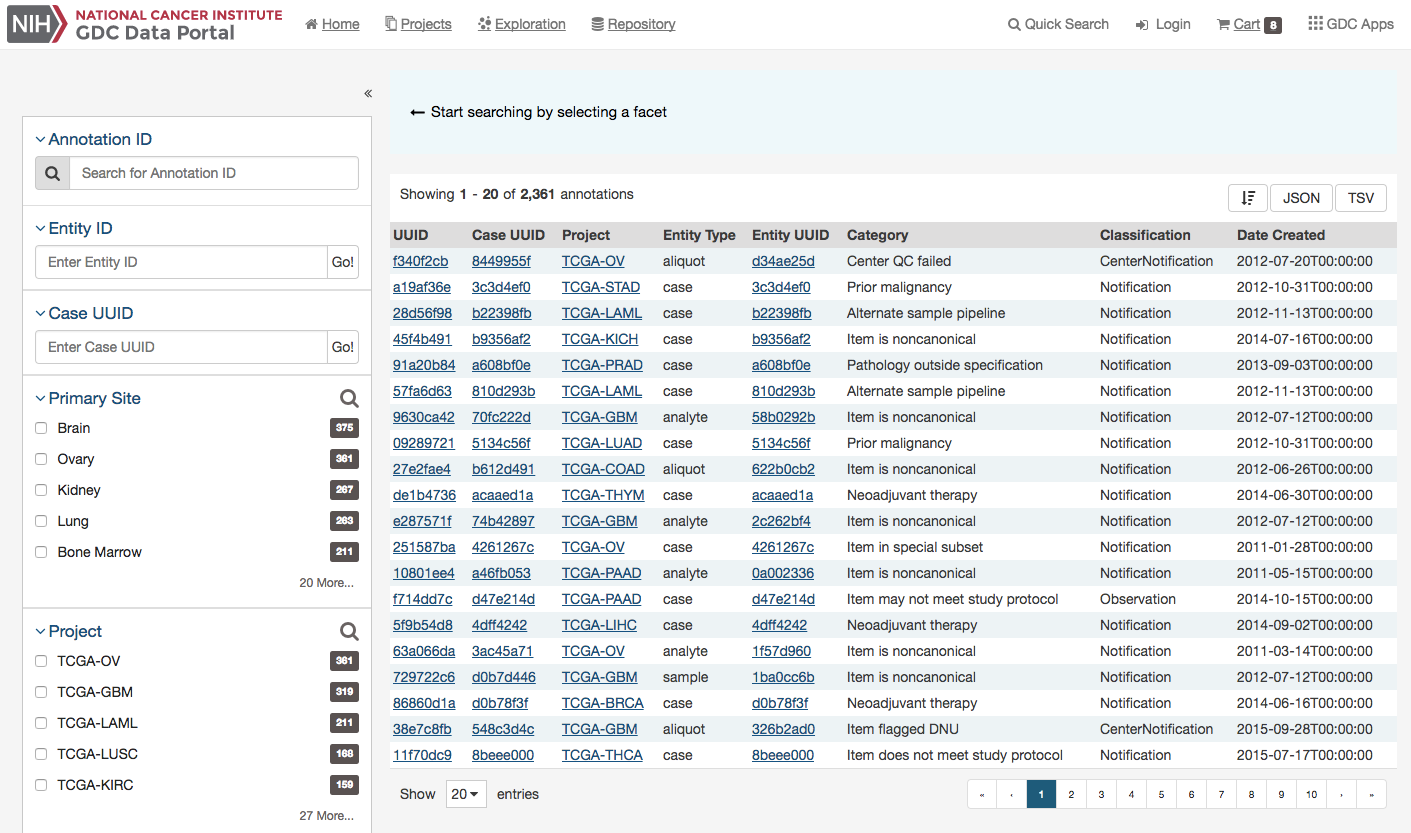 NIH NATIONAL CANCER INSTITUTE
GDC Data Portal
Home Projects Exploration Repository Quick Search Login Cart 8 GDC Apps
«
Annotation ID
Search for Annotation ID
Entity ID
Enter Entity ID Go!
Case UUID
Enter Case UUID Go!
Primary Site
Brain 375
Ovary 361
Kidney 267
Lung 263
Bone Marrow 211
20 More...
Project
TCGA-OV 361
TCGA-GBM 319
TCGA-LAML 211
TCGA-LUSC 168
TCGA-KIRC 159
27 More...
← Start searching by selecting a facet
Showing 1 - 20 of 2,361 annotations
JSON TSV
UUID Case UUID Project Entity Type Entity UUID Category Classification Date Created
f340f2cb 8449955f TCGA-OV aliquot d34ae25d Center QC failed CenterNotification 2012-07-20T00:00:00
a19af36e 3c3d4ef0 TCGA-STAD case 3c3d4ef0 Prior malignancy Notification 2012-10-31T00:00:00
28d56f98 b22398fb TCGA-LAML case b22398fb Alternate sample pipeline Notification 2012-11-13T00:00:00
45f4b491 b9356af2 TCGA-KICH case b9356af2 Item is noncanonical Notification 2014-07-16T00:00:00
91a20b84 a608bf0e TCGA-PRAD case a608bf0e Pathology outside specification Notification 2013-09-03T00:00:00
57fa6d63 810d293b TCGA-LAML case 810d293b Alternate sample pipeline Notification 2012-11-13T00:00:00
9630ca42 70fc222d TCGA-GBM analyte 58b0292b Item is noncanonical Notification 2012-07-12T00:00:00
09289721 5134c56f TCGA-LUAD case 5134c56f Prior malignancy Notification 2012-10-31T00:00:00
27e2fae4 b612d491 TCGA-COAD aliquot 622b0cb2 Item is noncanonical Notification 2012-06-26T00:00:00
de1b4736 acaaed1a TCGA-THYM case acaaed1a Neoadjuvant therapy Notification 2014-06-30T00:00:00
e287571f 74b42897 TCGA-GBM analyte 2c262bf4 Item is noncanonical Notification 2012-07-12T00:00:00
251587ba 4261267c TCGA-OV case 4261267c Item in special subset Notification 2011-01-28T00:00:00
10801ee4 a46fb053 TCGA-PAAD analyte 0a002336 Item is noncanonical Notification 2011-05-15T00:00:00
f714dd7c d47e214d TCGA-PAAD case d47e214d Item may not meet study protocol Observation 2014-10-15T00:00:00
5f9b54d8 4dff4242 TCGA-LIHC case 4dff4242 Neoadjuvant therapy Notification 2014-09-02T00:00:00
63a066da 3ac45a71 TCGA-OV analyte 1f57d960 Item is noncanonical Notification 2011-03-14T00:00:00
729722c6 d0b7d446 TCGA-GBM sample 1ba0cc6b Item is noncanonical Notification 2012-07-12T00:00:00
86860d1a d0b78f3f TCGA-BRCA case d0b78f3f Neoadjuvant therapy Notification 2014-06-16T00:00:00
38e7c8fb 548c3d4c TCGA-GBM aliquot 326b2ad0 Item flagged DNU CenterNotification 2015-09-28T00:00:00
11f70dc9 8beee000 TCGA-THCA case 8beee000 Item does not meet study protocol Notification 2015-07-17T00:00:00
Show 20 entries « ‹ 1 2 3 4 5 6 7 8 9 10 › »